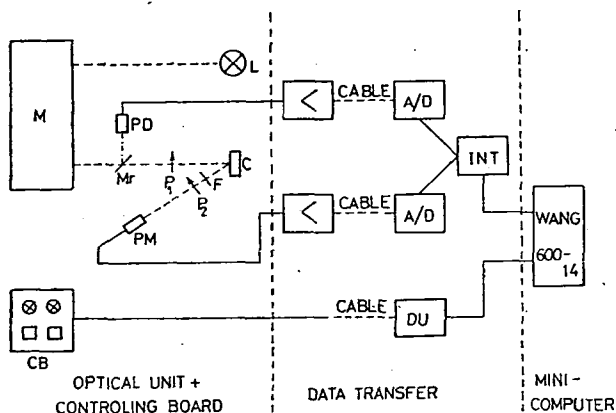 L
CABLE
A/D
M
PD
INT
Mr
P1
F
C
P2
CABLE
A/D
PM
WANG
600-
14
CABLE
DU
CB
OPTICAL UNIT +
CONTROLING BOARD
DATA TRANSFER
MINI-
COMPUTER